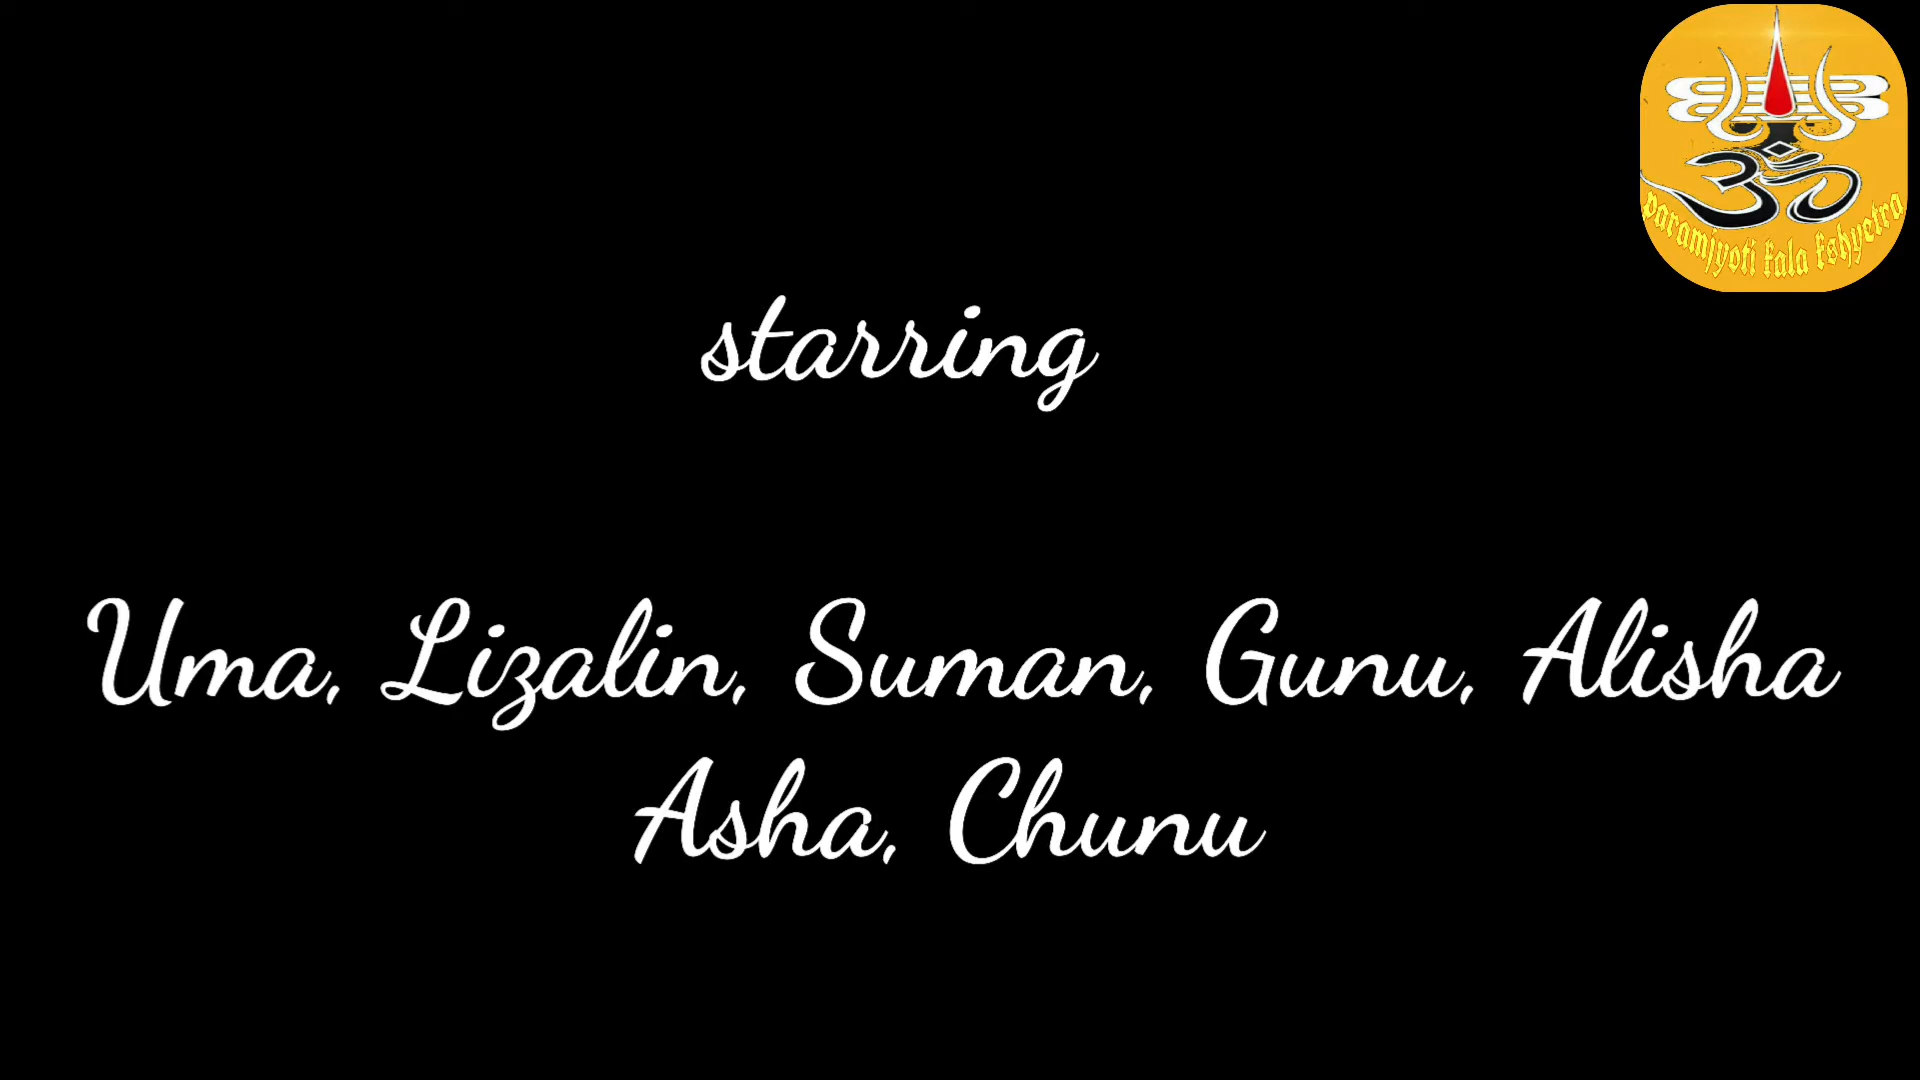 starring
Uma, Lizalin, Suman, Gunu, Alisha
Asha, Chunu
ॐ
paramjyoti kala kshyetra